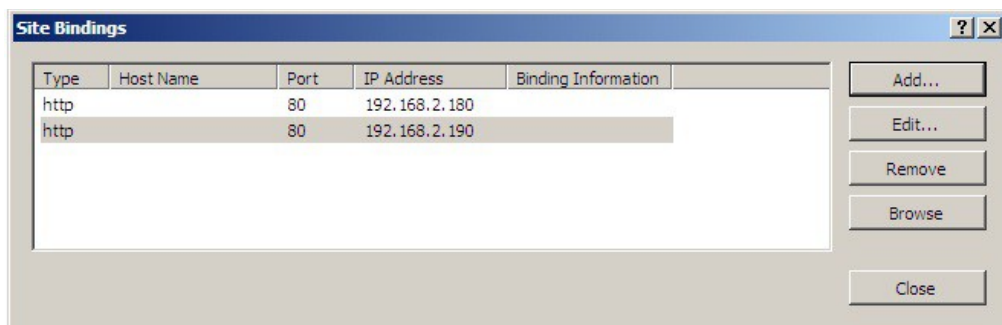 Site Bindings
? X
Type Host Name Port IP Address Binding Information
http 80 192.168.2.180
http 80 192.168.2.190
Add...
Edit...
Remove
Browse
Close